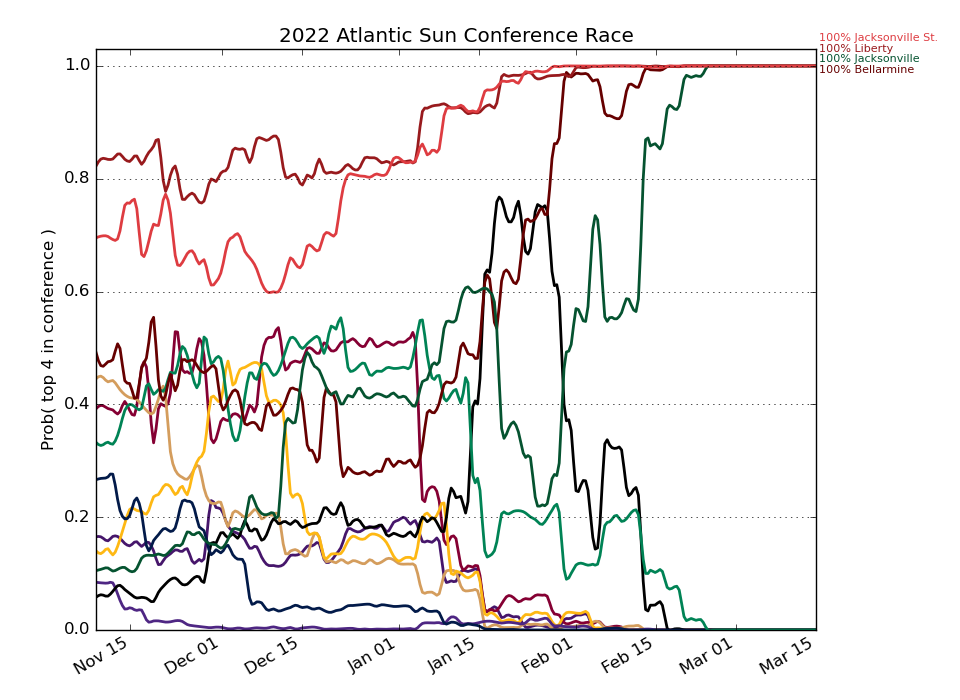 2022 Atlantic Sun Conference Race
100% Jacksonville St.
100% Liberty
100% Jacksonville
100% Bellarmine
Prob( top 4 in conference )
1.0
0.8
0.6
0.4
0.2
0.0
Nov 15
Dec 01
Dec 15
Jan 01
Jan 15
Feb 01
Feb 15
Mar 01
Mar 15